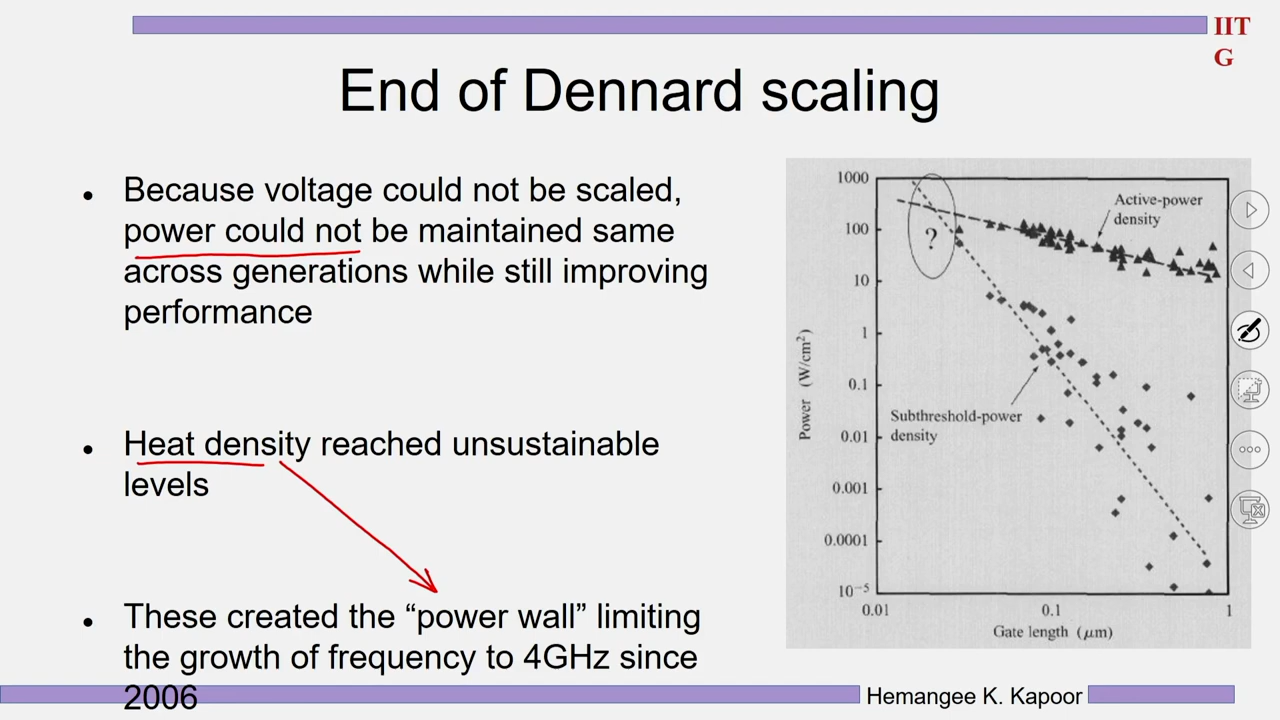 IIT
G
End of Dennard scaling
• Because voltage could not be scaled,
power could not be maintained same
across generations while still improving
performance
• Heat density reached unsustainable
levels
• These created the “power wall” limiting
the growth of frequency to 4GHz since
2006
1000
100
10
1
0.1
0.01
0.001
0.0001
10⁻⁵
Power (W/cm²)
Active-power
density
?
Subthreshold-power
density
0.01
0.1
1
Gate length (μm)
Hemangee K. Kapoor